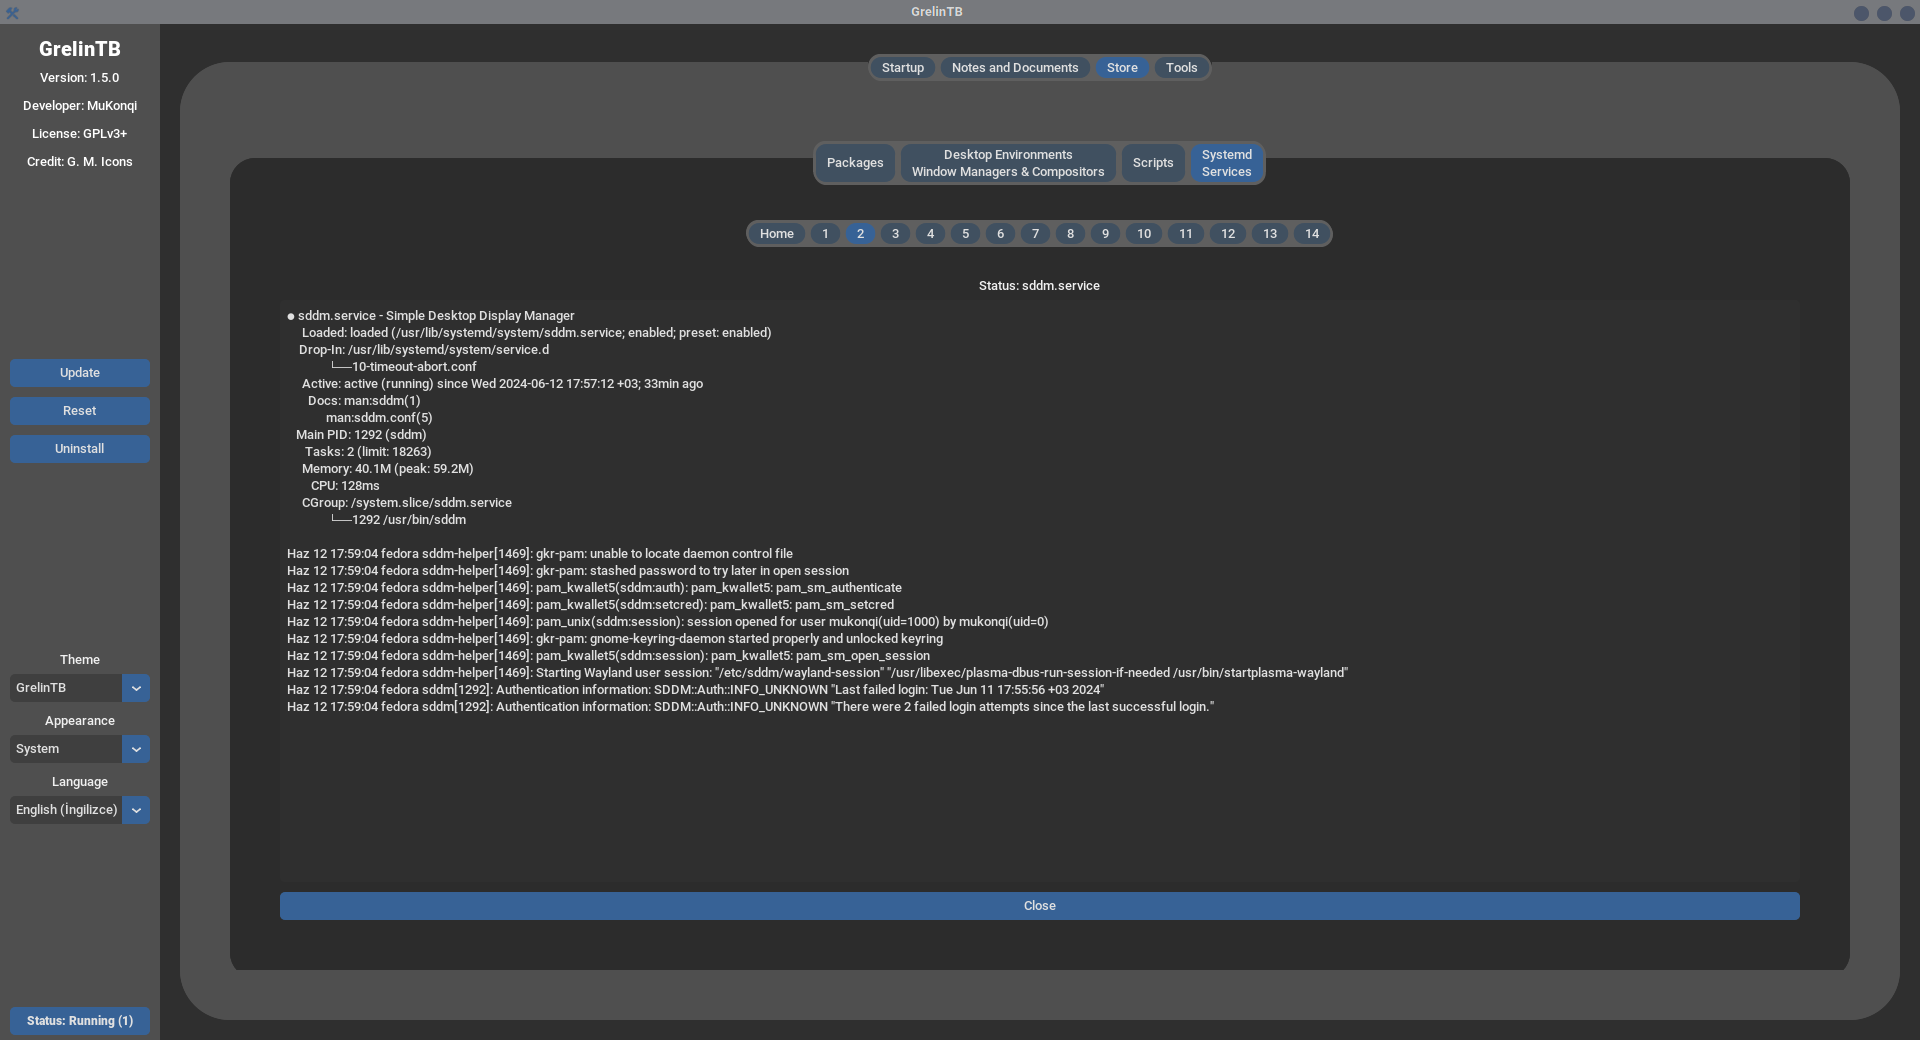 GrelinTB
GrelinTB
Version: 1.5.0
Developer: MuKonqi
License: GPLv3+
Credit: G. M. Icons
Update
Reset
Uninstall
Theme
GrelinTB
Appearance
System
Language
English (İngilizce)
Status: Running (1)
Startup Notes and Documents Store Tools
Packages
Desktop Environments
Window Managers & Compositors
Scripts
Systemd
Services
Home 1 2 3 4 5 6 7 8 9 10 11 12 13 14
Status: sddm.service
● sddm.service - Simple Desktop Display Manager
Loaded: loaded (/usr/lib/systemd/system/sddm.service; enabled; preset: enabled)
Drop-In: /usr/lib/systemd/system/service.d
└──10-timeout-abort.conf
Active: active (running) since Wed 2024-06-12 17:57:12 +03; 33min ago
Docs: man:sddm(1)
man:sddm.conf(5)
Main PID: 1292 (sddm)
Tasks: 2 (limit: 18263)
Memory: 40.1M (peak: 59.2M)
CPU: 128ms
CGroup: /system.slice/sddm.service
└──1292 /usr/bin/sddm
Haz 12 17:59:04 fedora sddm-helper[1469]: gkr-pam: unable to locate daemon control file
Haz 12 17:59:04 fedora sddm-helper[1469]: gkr-pam: stashed password to try later in open session
Haz 12 17:59:04 fedora sddm-helper[1469]: pam_kwallet5(sddm:auth): pam_kwallet5: pam_sm_authenticate
Haz 12 17:59:04 fedora sddm-helper[1469]: pam_kwallet5(sddm:setcred): pam_kwallet5: pam_sm_setcred
Haz 12 17:59:04 fedora sddm-helper[1469]: pam_unix(sddm:session): session opened for user mukonqi(uid=1000) by mukonqi(uid=0)
Haz 12 17:59:04 fedora sddm-helper[1469]: gkr-pam: gnome-keyring-daemon started properly and unlocked keyring
Haz 12 17:59:04 fedora sddm-helper[1469]: pam_kwallet5(sddm:session): pam_kwallet5: pam_sm_open_session
Haz 12 17:59:04 fedora sddm-helper[1469]: Starting Wayland user session: "/etc/sddm/wayland-session" "/usr/libexec/plasma-dbus-run-session-if-needed /usr/bin/startplasma-wayland"
Haz 12 17:59:04 fedora sddm[1292]: Authentication information: SDDM::Auth::INFO_UNKNOWN "Last failed login: Tue Jun 11 17:55:56 +03 2024"
Haz 12 17:59:04 fedora sddm[1292]: Authentication information: SDDM::Auth::INFO_UNKNOWN "There were 2 failed login attempts since the last successful login."
Close